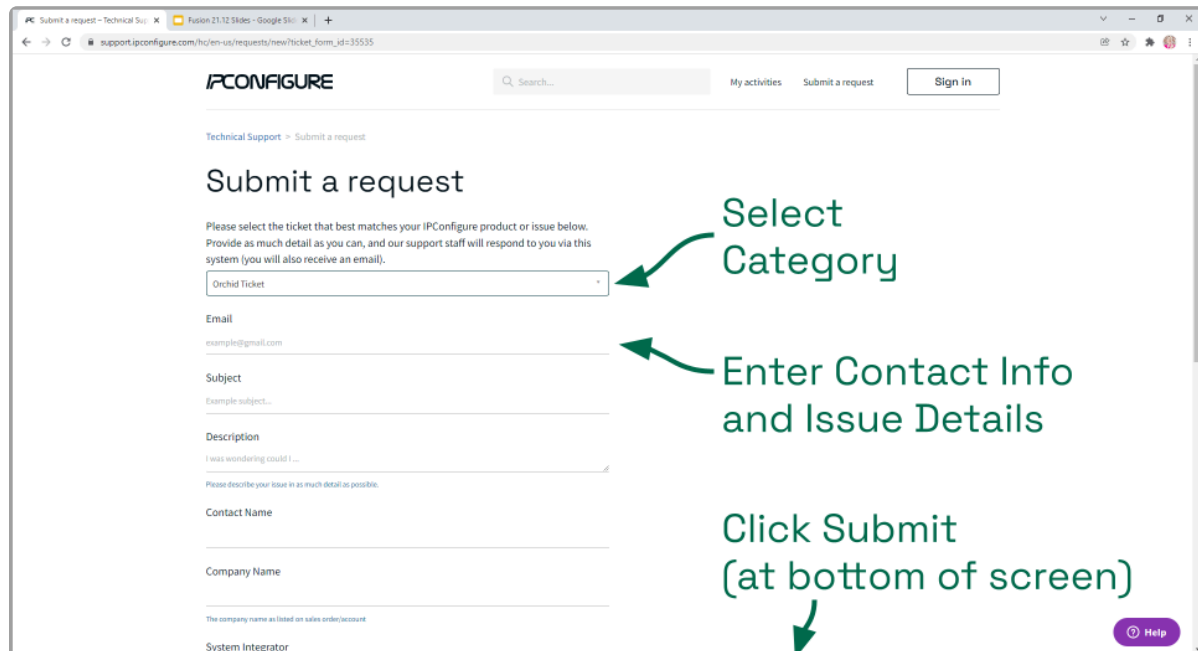 Submit a request – Technical Sup
Fusion 21.12 Slides - Google Slid
support.ipconfigure.com/hc/en-us/requests/new?ticket_form_id=35535
IPCONFIGURE
Search...
My activities
Submit a request
Sign in
Technical Support > Submit a request
Submit a request
Please select the ticket that best matches your IPConfigure product or issue below.
Provide as much detail as you can, and our support staff will respond to you via this
system (you will also receive an email).
Orchid Ticket
Select
Category
Email
example@gmail.com
Enter Contact Info
and Issue Details
Subject
Example subject...
Description
I was wondering could I ...
Please describe your issue in as much detail as possible.
Contact Name
Click Submit
(at bottom of screen)
Company Name
The company name as listed on sales order/account
System Integrator
Help